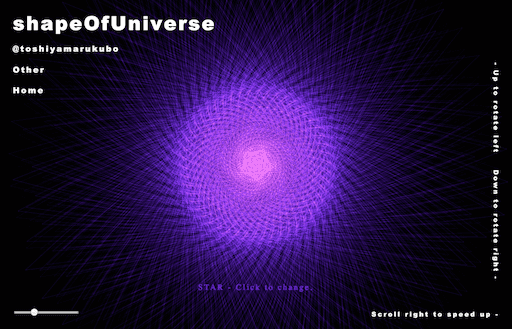 shapeOfUniverse
@toshiyamarukubo
Other
Home
- Up to rotate left
Down to rotate right -
STAR - Click to change.
Scroll right to speed up -